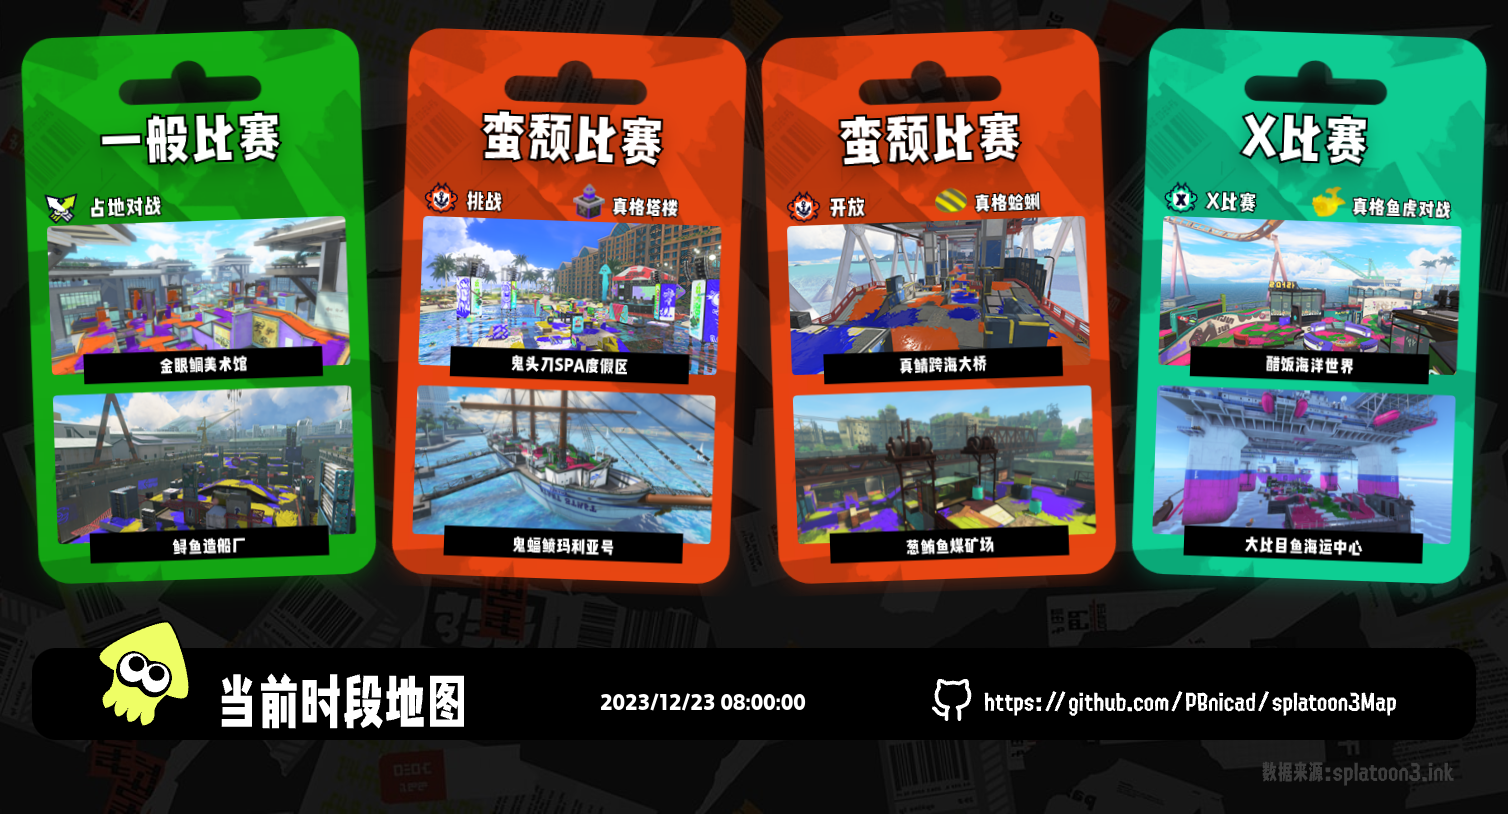 一般比赛
占地对战
金眼鲷美术馆
鲟鱼造船厂
蛮颓比赛
挑战
真格塔楼
鬼头刀SPA度假区
鬼蝠鲼玛利亚号
蛮颓比赛
开放
真格蛤蜊
真鲭跨海大桥
葱鲔鱼煤矿场
X比赛
X比赛
真格鱼虎对战
醋饭海洋世界
大比目鱼海运中心
当前时段地图
2023/12/23 08:00:00
https://github.com/PBnicad/splatoon3Map
数据来源:splatoon3.ink